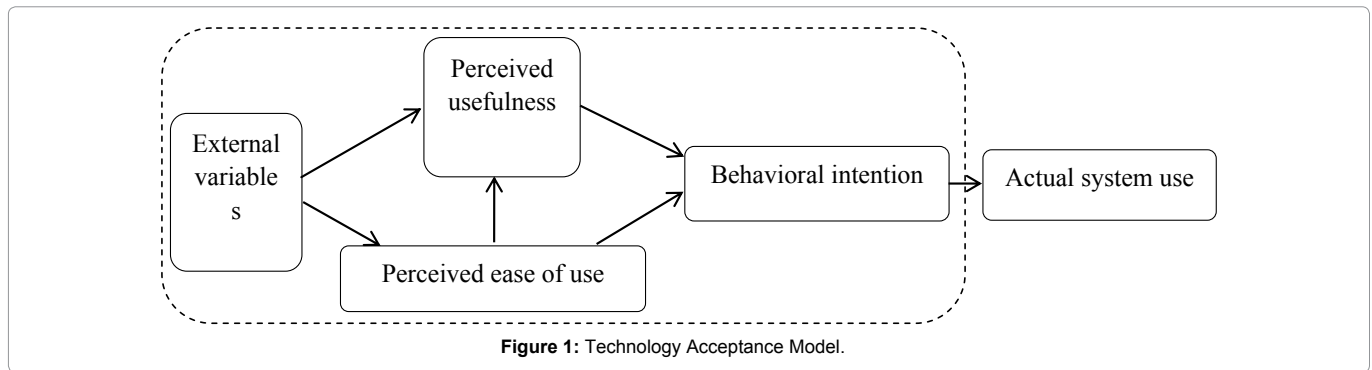 Perceived
usefulness
External
variable
s
Behavioral intention
Actual system use
Perceived ease of use
Figure 1: Technology Acceptance Model.